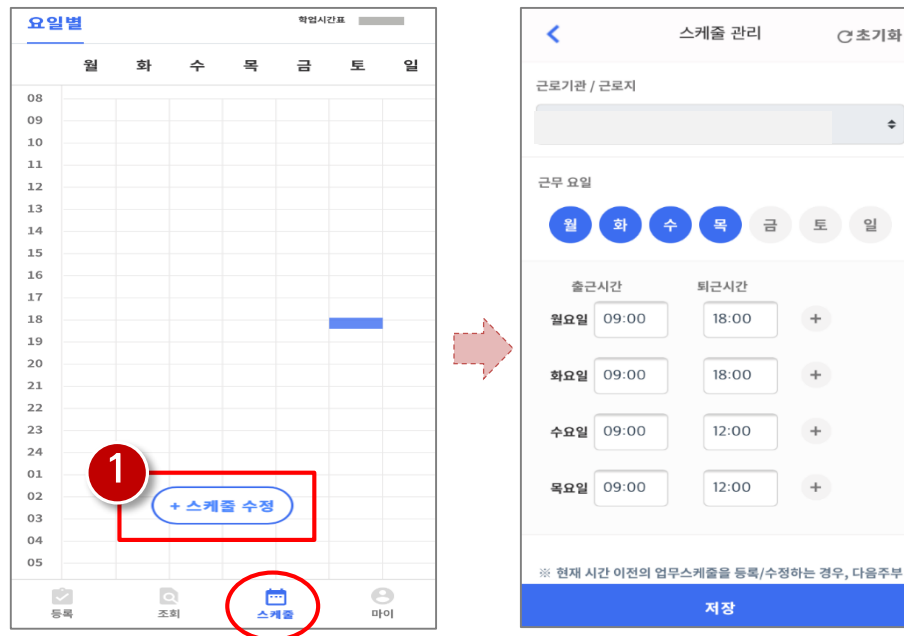 요일별
학업시간표
월 화 수 목 금 토 일
08
09
10
11
12
13
14
15
16
17
18
19
20
21
22
23
24
01
02
03
04
05
1
+ 스케줄 수정
등록 조회 스케줄 마이
스케줄 관리 초기화
근로기관 / 근로지
근무 요일
월 화 수 목 금 토 일
출근시간 퇴근시간
월요일 09:00 18:00 +
화요일 09:00 18:00 +
수요일 09:00 12:00 +
목요일 09:00 12:00 +
※ 현재 시간 이전의 업무스케줄을 등록/수정하는 경우, 다음주부
저장